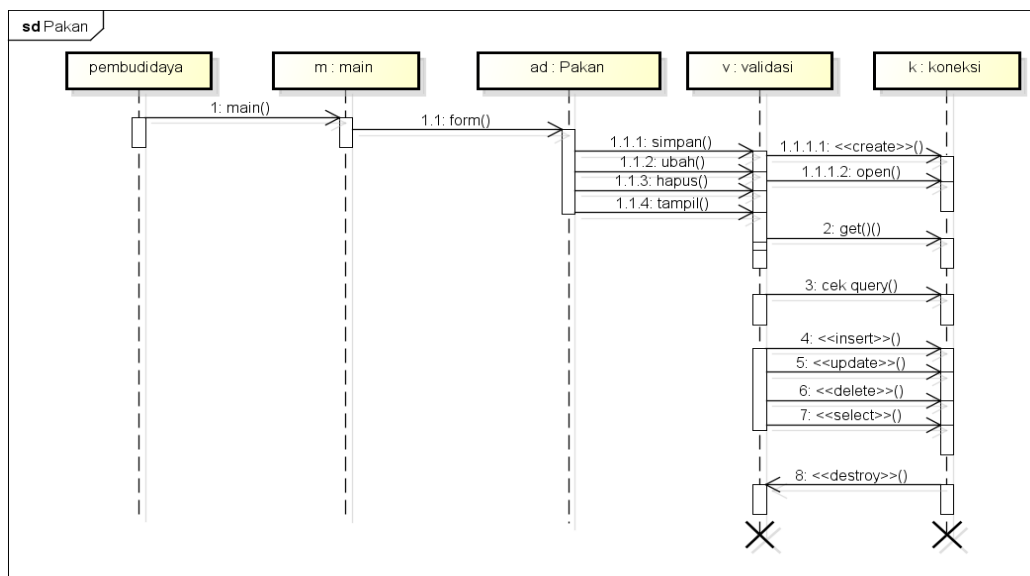 sd Pakan
pembudidaya
m : main
ad : Pakan
v : validasi
k : koneksi
1: main()
1.1: form()
1.1.1: simpan()
1.1.1.1: <<create>>()
1.1.2: ubah()
1.1.1.2: open()
1.1.3: hapus()
1.1.4: tampil()
2: get()()
3: cek query()
4: <<insert>>()
5: <<update>>()
6: <<delete>>()
7: <<select>>()
8: <<destroy>>()